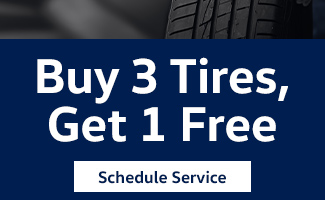 Buy 3 Tires,
Get 1 Free
Schedule Service